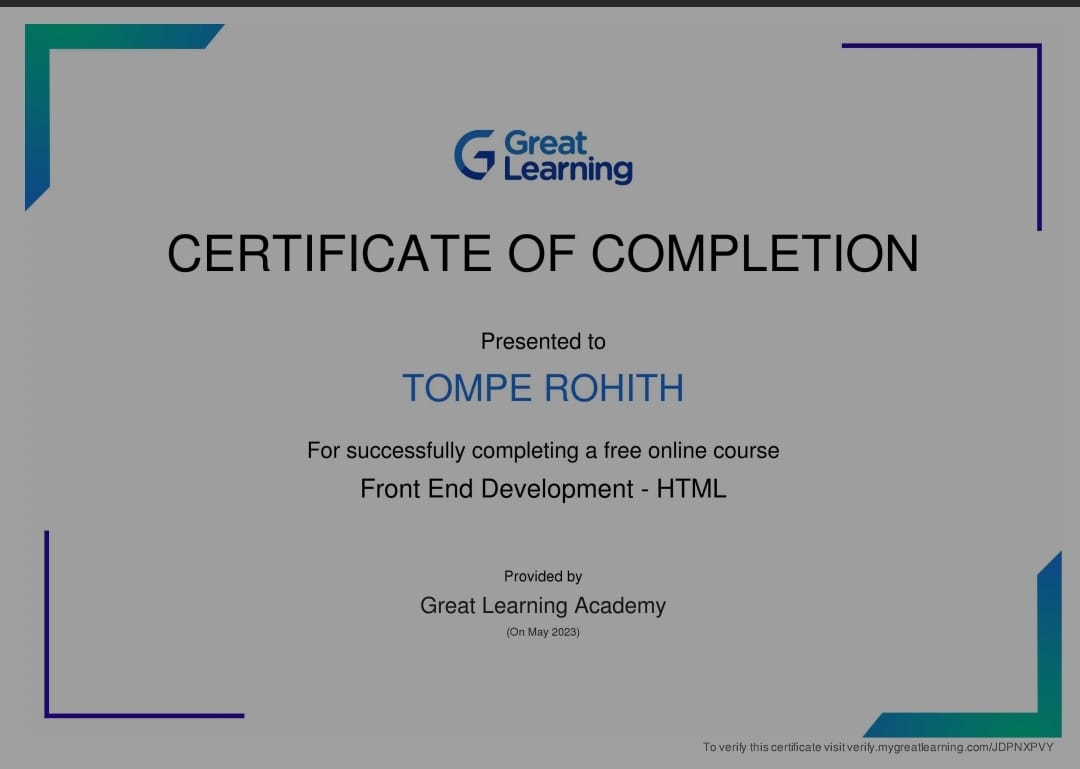 Great
Learning
CERTIFICATE OF COMPLETION
Presented to
TOMPE ROHITH
For successfully completing a free online course
Front End Development - HTML
Provided by
Great Learning Academy
(On May 2023)
To verify this certificate visit verify.mygreatlearning.com/JDPNXPVY